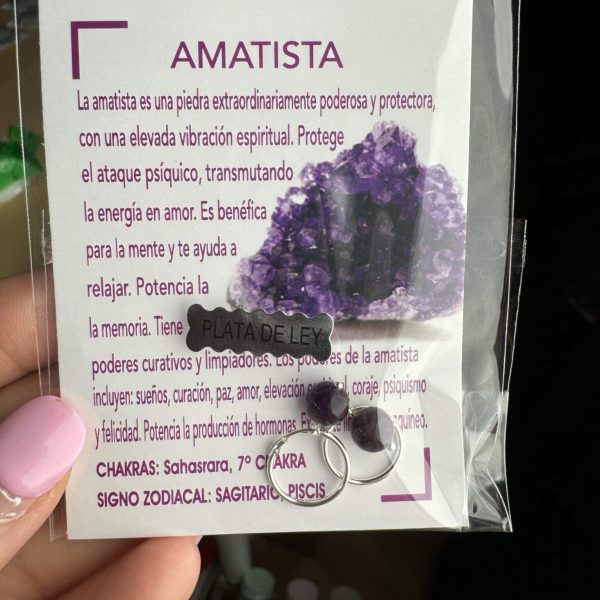 AMATISTA
La amatista es una piedra extraordinariamente poderosa y protectora,
con una elevada vibración espiritual. Protege
el ataque psíquico, transmutando
la energía en amor. Es benéfica
para la mente y te ayuda a
relajar. Potencia la
la memoria. Tiene
PLATA DE LEY
poderes curativos y limpiadores. Los poderes de la amatista
incluyen: sueños, curación, paz, amor, elevación coraje, psiquismo
y felicidad. Potencia la producción de hormonas.
CHAKRAS: Sahasrara, 7º CHAKRA
SIGNO ZODIACAL: SAGITARIO, PISCIS